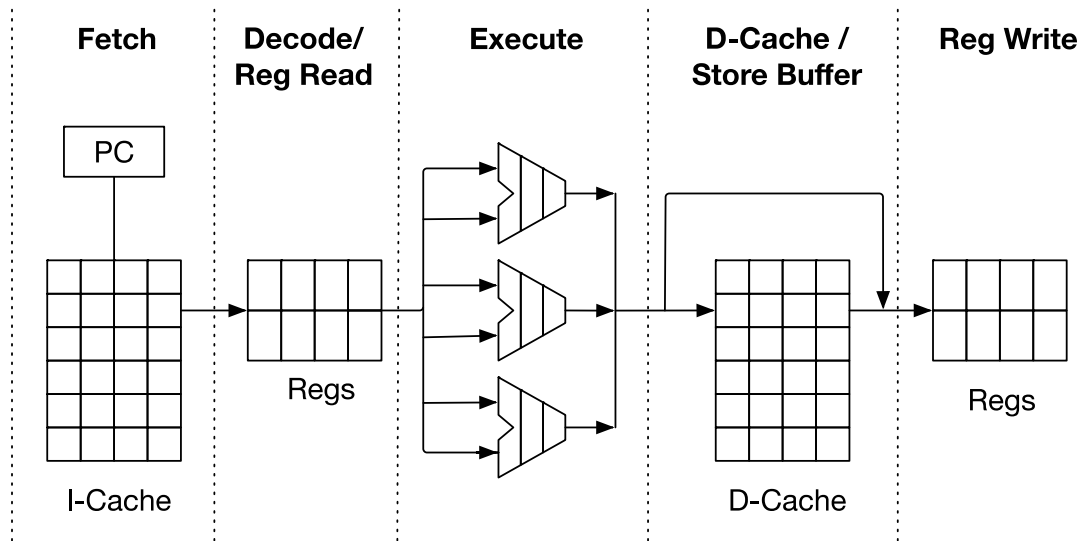 Fetch
Decode/
Reg Read
Execute
D-Cache /
Store Buffer
Reg Write
PC
Regs
Regs
I-Cache
D-Cache